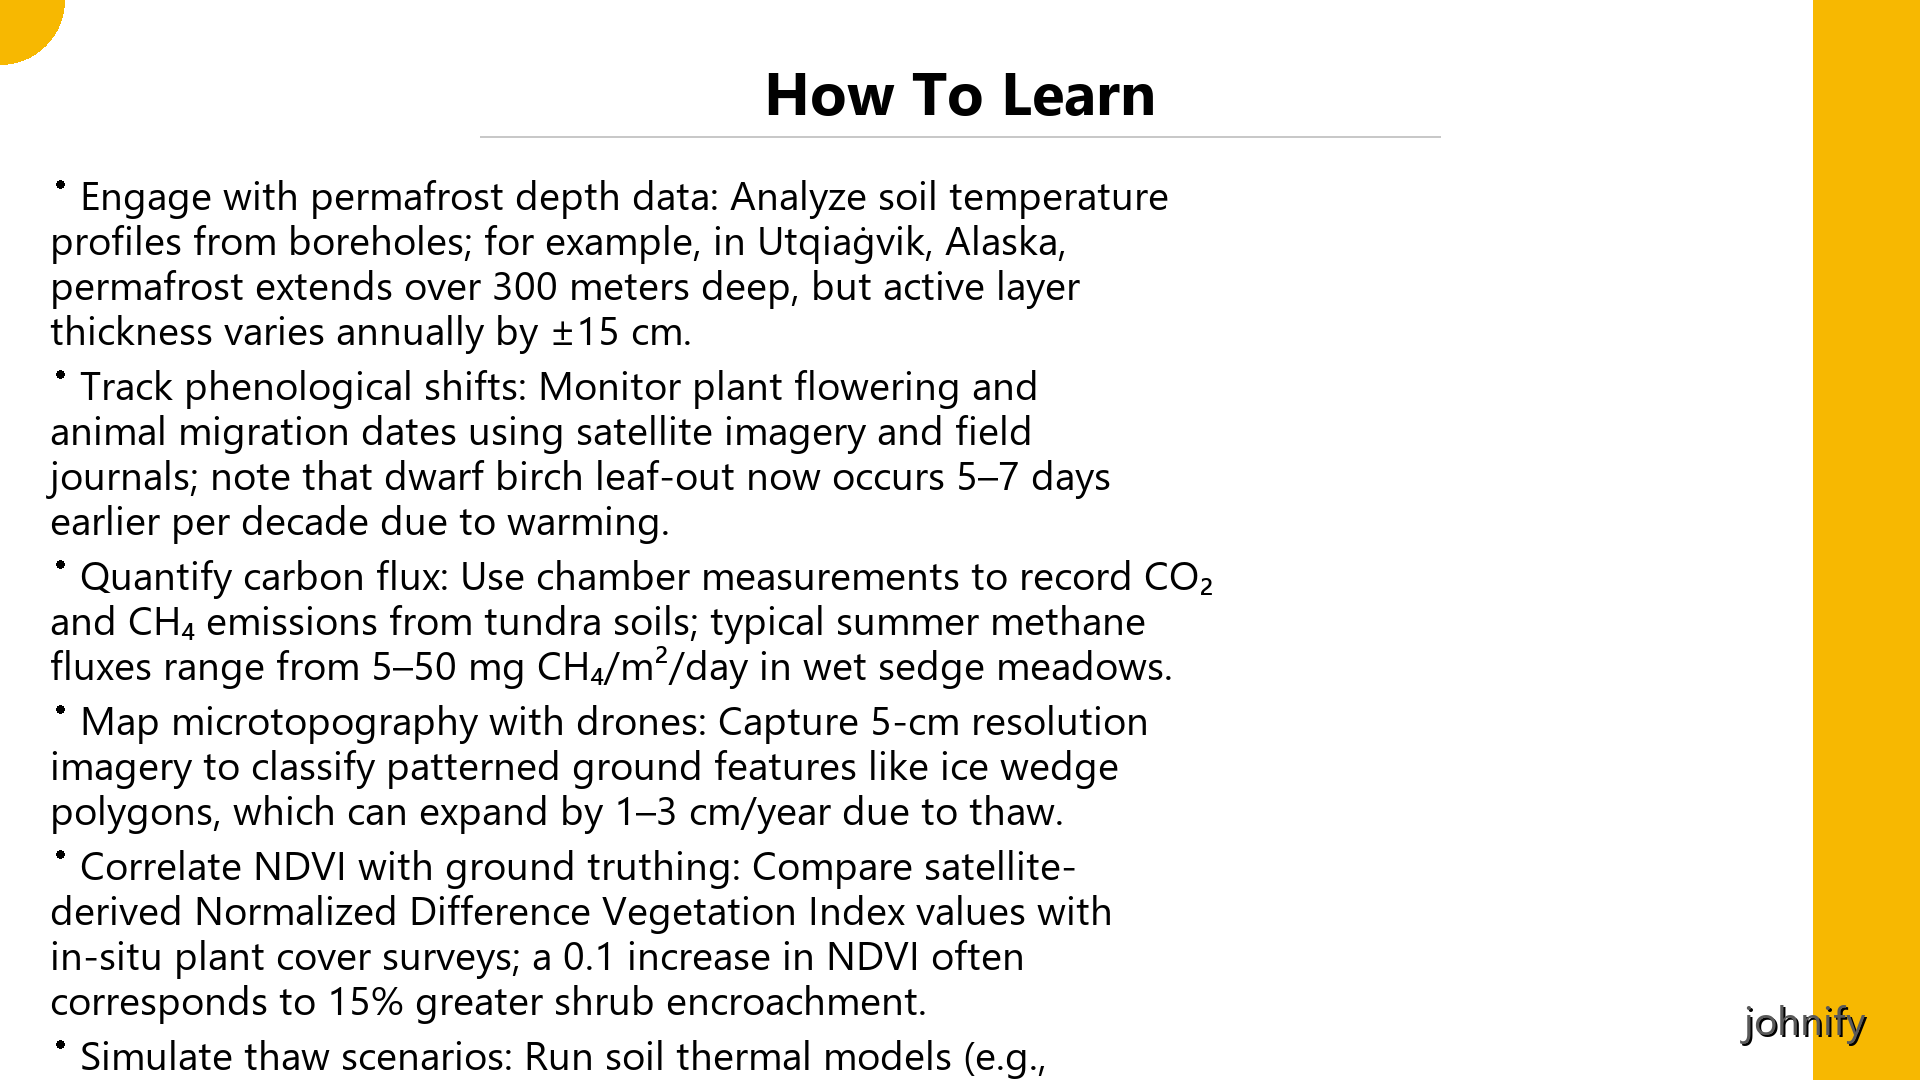 How To Learn
• Engage with permafrost depth data: Analyze soil temperature
profiles from boreholes; for example, in Utqiaġvik, Alaska,
permafrost extends over 300 meters deep, but active layer
thickness varies annually by ±15 cm.
• Track phenological shifts: Monitor plant flowering and
animal migration dates using satellite imagery and field
journals; note that dwarf birch leaf-out now occurs 5–7 days
earlier per decade due to warming.
• Quantify carbon flux: Use chamber measurements to record CO₂
and CH₄ emissions from tundra soils; typical summer methane
fluxes range from 5–50 mg CH₄/m²/day in wet sedge meadows.
• Map microtopography with drones: Capture 5-cm resolution
imagery to classify patterned ground features like ice wedge
polygons, which can expand by 1–3 cm/year due to thaw.
• Correlate NDVI with ground truthing: Compare satellite-
derived Normalized Difference Vegetation Index values with
in-situ plant cover surveys; a 0.1 increase in NDVI often
corresponds to 15% greater shrub encroachment.
• Simulate thaw scenarios: Run soil thermal models (e.g.,
johnify